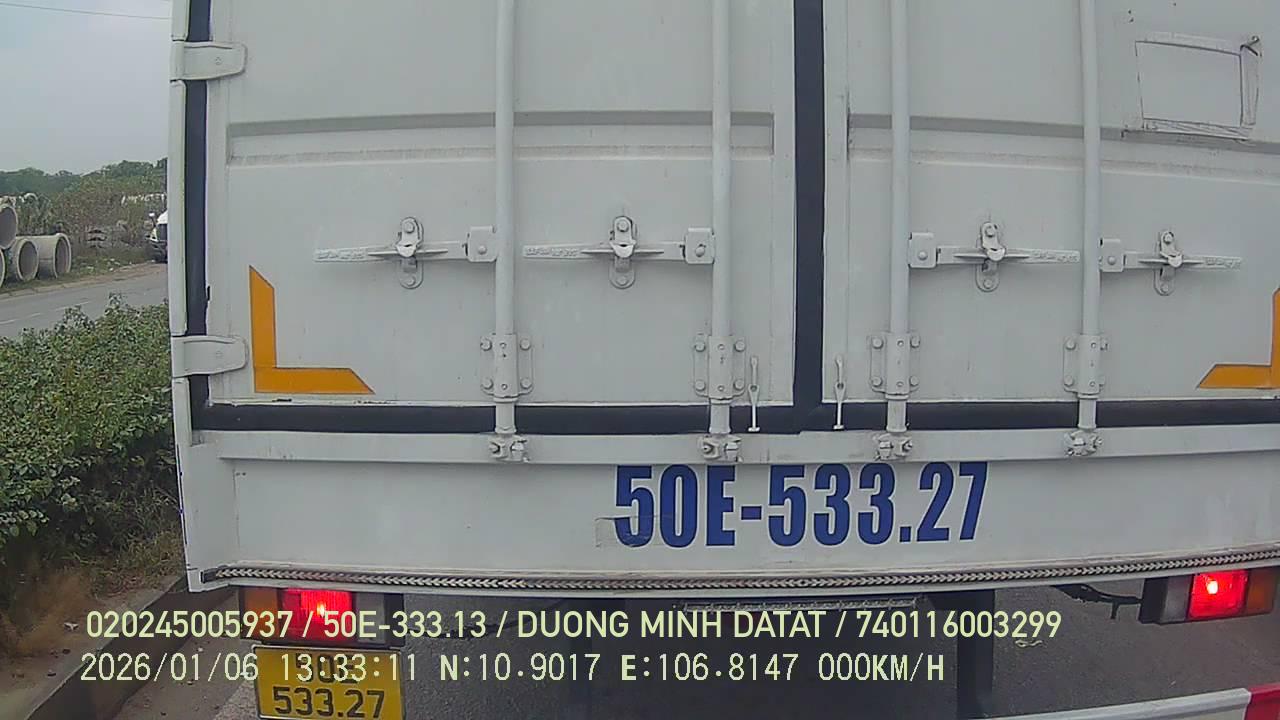 50E-533.27
020245005937 / 50E-333.13 / DUONG MINH DATAT / 740116003299
2026/01/06 13:33:11 N:10.9017 E:106.8147 000KM/H
50E
533.27